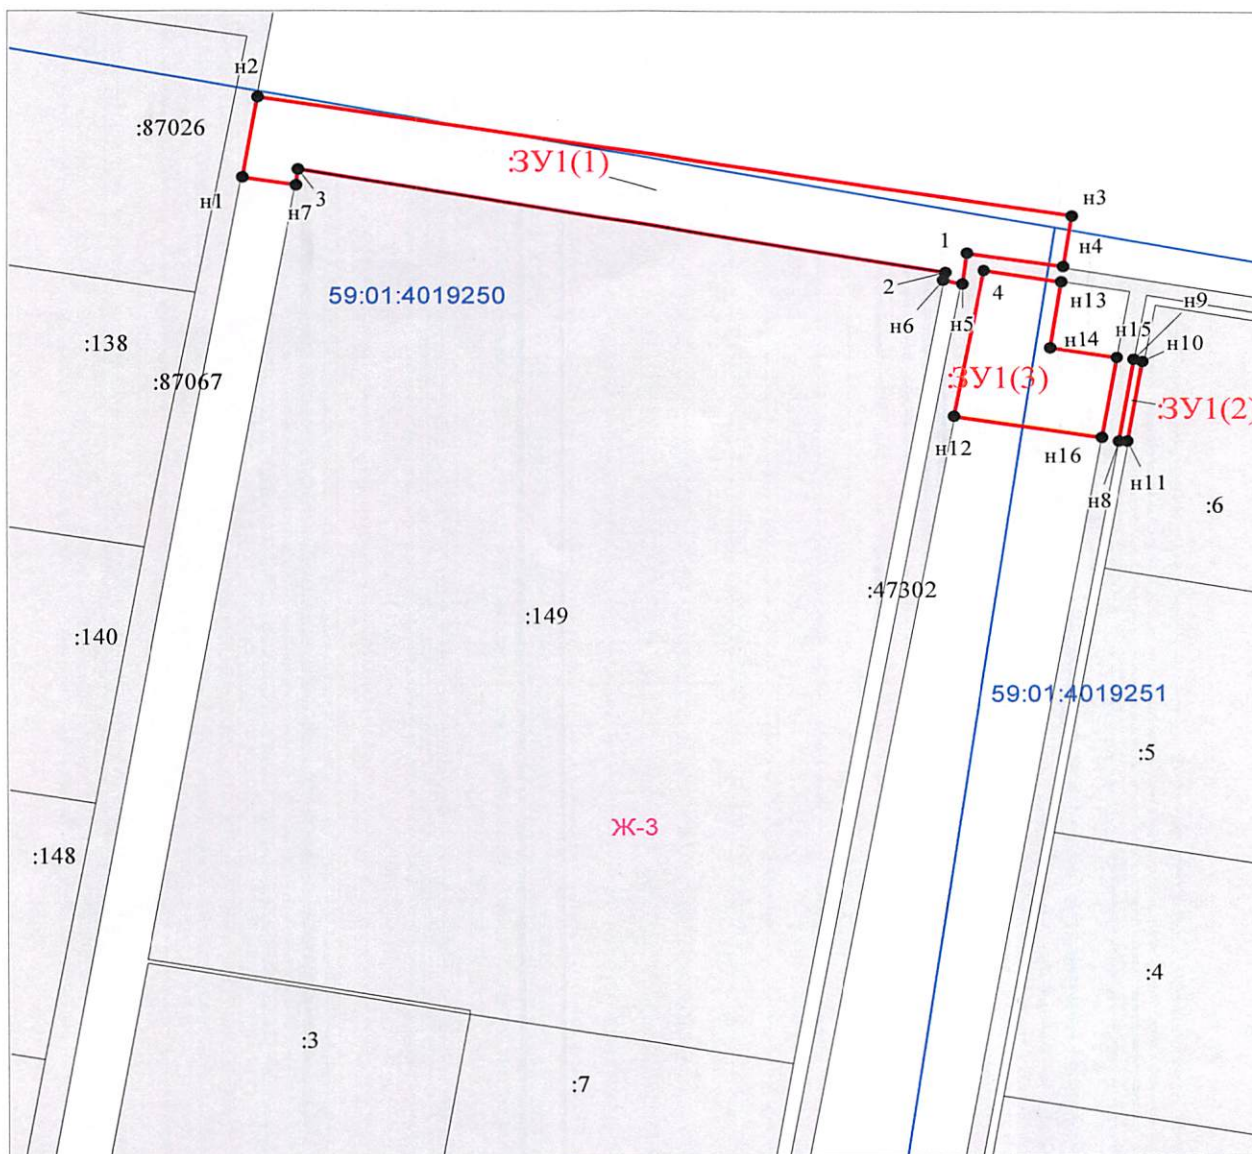 н2
:87026
:ЗУ1(1)
н3
н1
н7
3
1
н4
2
4
59:01:4019250
н6
н5
н13
н9
н14
н15
н10
:138
:87067
:ЗУ1(3)
:ЗУ1(2)
н12
н16
н8
н11
:6
:47302
:149
:140
59:01:4019251
:5
Ж-3
:148
:4
:3
:7